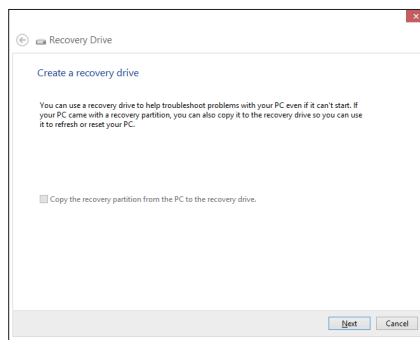 Recovery Drive
Create a recovery drive
You can use a recovery drive to help troubleshoot problems with your PC even if it can't start. If
your PC came with a recovery partition, you can also copy it to the recovery drive so you can use
it to refresh or reset your PC.
Copy the recovery partition from the PC to the recovery drive.
Next Cancel